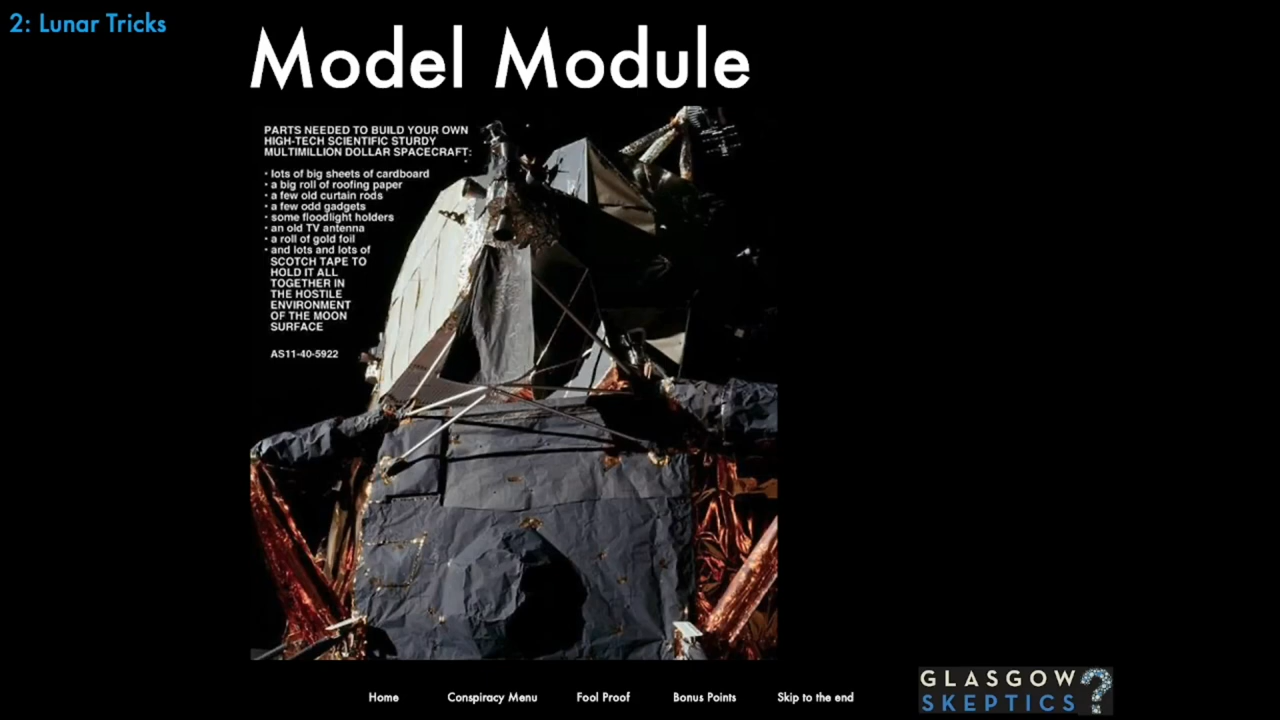 2: Lunar Tricks
Model Module
PARTS NEEDED TO BUILD YOUR OWN
HIGH-TECH SCIENTIFIC STURDY
MULTIMILLION DOLLAR SPACECRAFT:
• lots of big sheets of cardboard
• a big roll of roofing paper
• a few old curtain rods
• a few odd gadgets
• some floodlight holders
• an old TV antenna
• a roll of gold foil
• and lots and lots of
SCOTCH TAPE TO
HOLD IT ALL
TOGETHER IN
THE HOSTILE
ENVIRONMENT
OF THE MOON
SURFACE
AS11-40-5922
Home Conspiracy Menu Fool Proof Bonus Points Skip to the end
GLASGOW
SKEPTICS ?